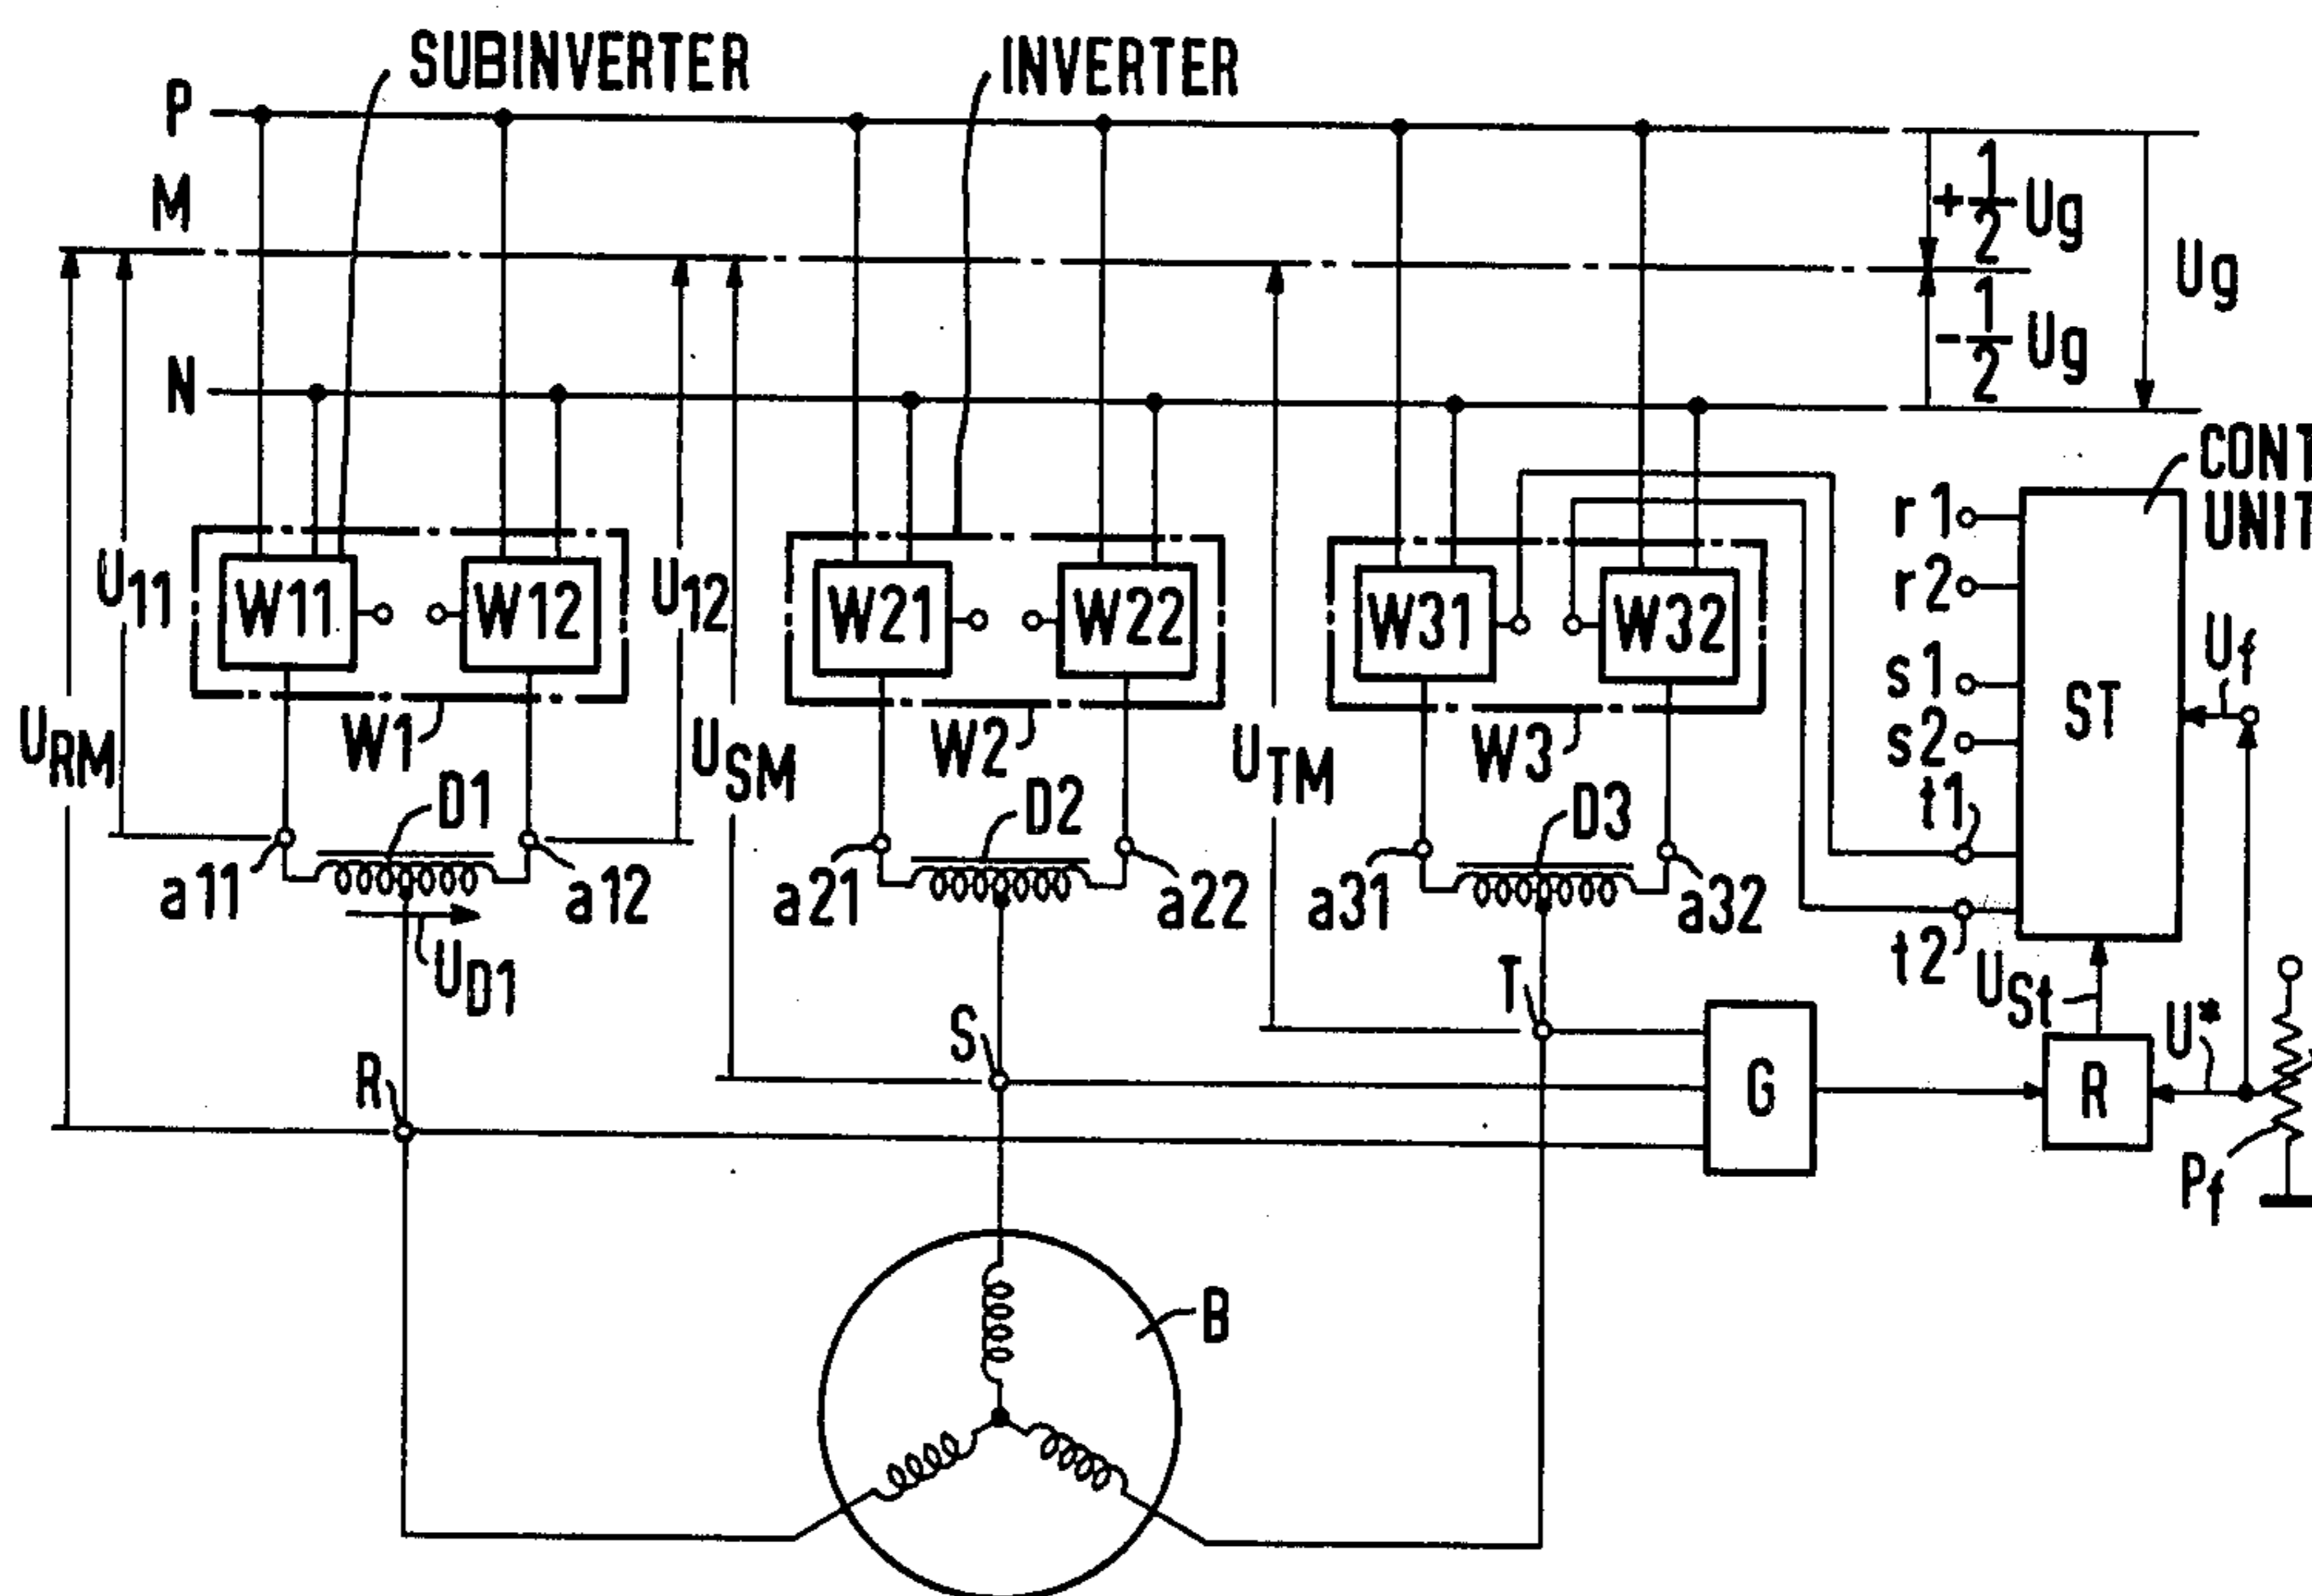 SUBINVERTER
INVERTER
P
M
N
+1/2 Ug
-1/2 Ug
Ug
CONT
UNIT
r1
r2
s1
s2
t1
t2
ST
Uf
U11
U12
W11
W12
W21
W22
W31
W32
W1
W2
W3
URM
USM
UTM
D1
D2
D3
a11
a12
a21
a22
a31
a32
UD1
USt
U*
R
S
T
G
R
Pf
B